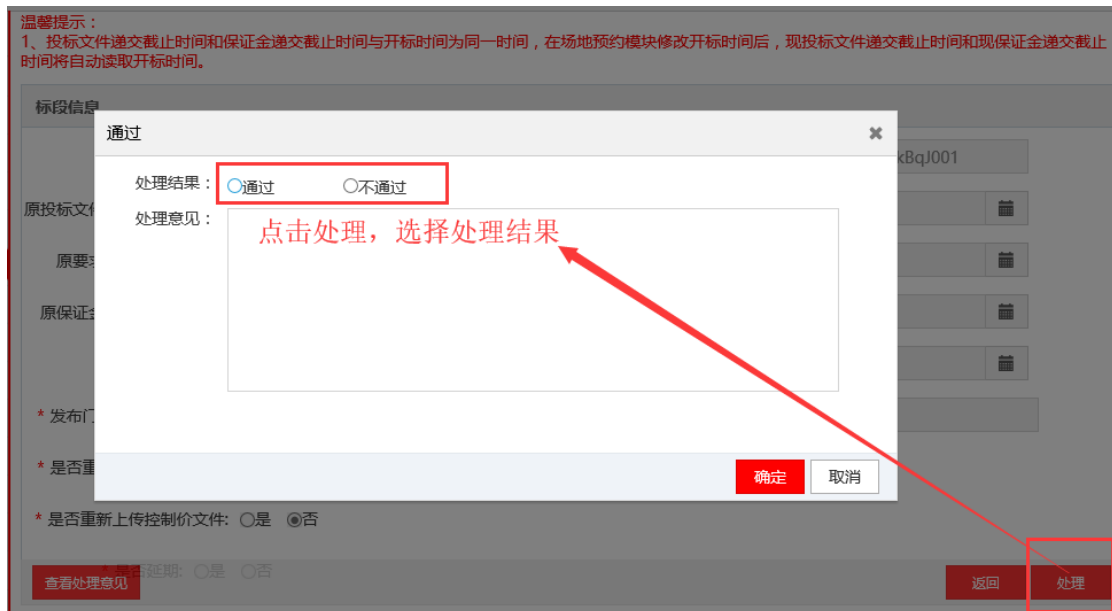 温馨提示：
1、投标文件递交截止时间和保证金递交截止时间与开标时间为同一时间，在场地预约模块修改开标时间后，现投标文件递交截止时间和现保证金递交截止
时间将自动读取开标时间。
标段信息
通过
kBqJ001
处理结果： 通过 不通过
原投标文件
处理意见：
点击处理，选择处理结果
原要求
原保证金
* 发布门
* 是否重
确定 取消
* 是否重新上传控制价文件: 是 否
* 是否延期: 是 否
查看处理意见 返回 处理